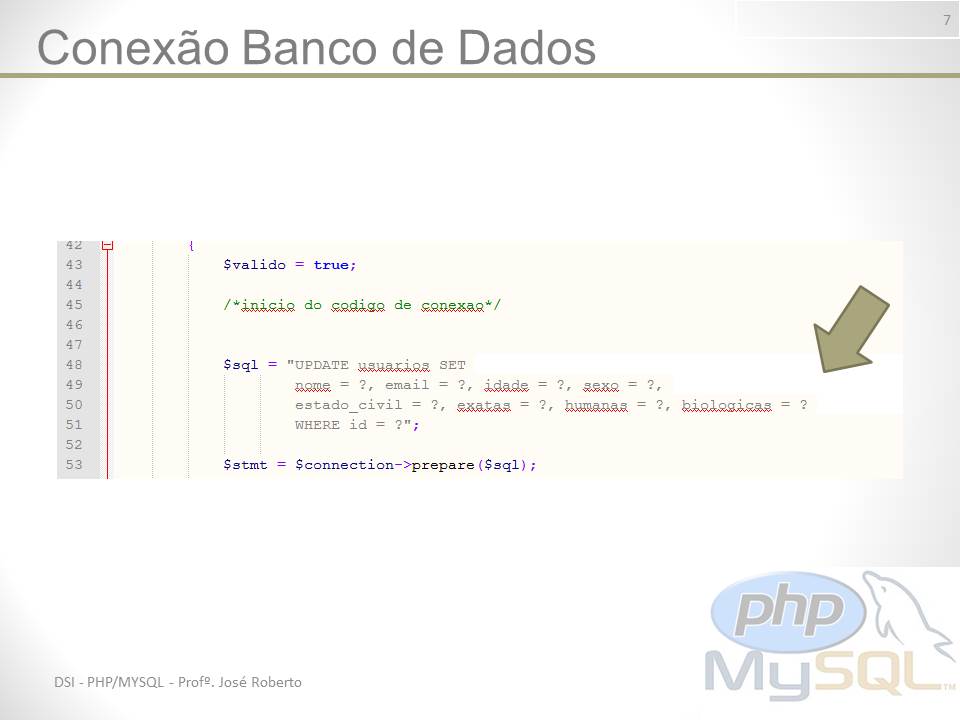 7
Conexão Banco de Dados
42 {
43 $valido = true;
44
45 /*inicio do codigo de conexao*/
46
47
48 $sql = "UPDATE usuarios SET
49 nome = ?, email = ?, idade = ?, sexo = ?,
50 estado_civil = ?, exatas = ?, humanas = ?, biologicas = ?
51 WHERE id = ?";
52
53 $stmt = $connection->prepare($sql);
php
MySQL™
DSI - PHP/MYSQL - Profº. José Roberto